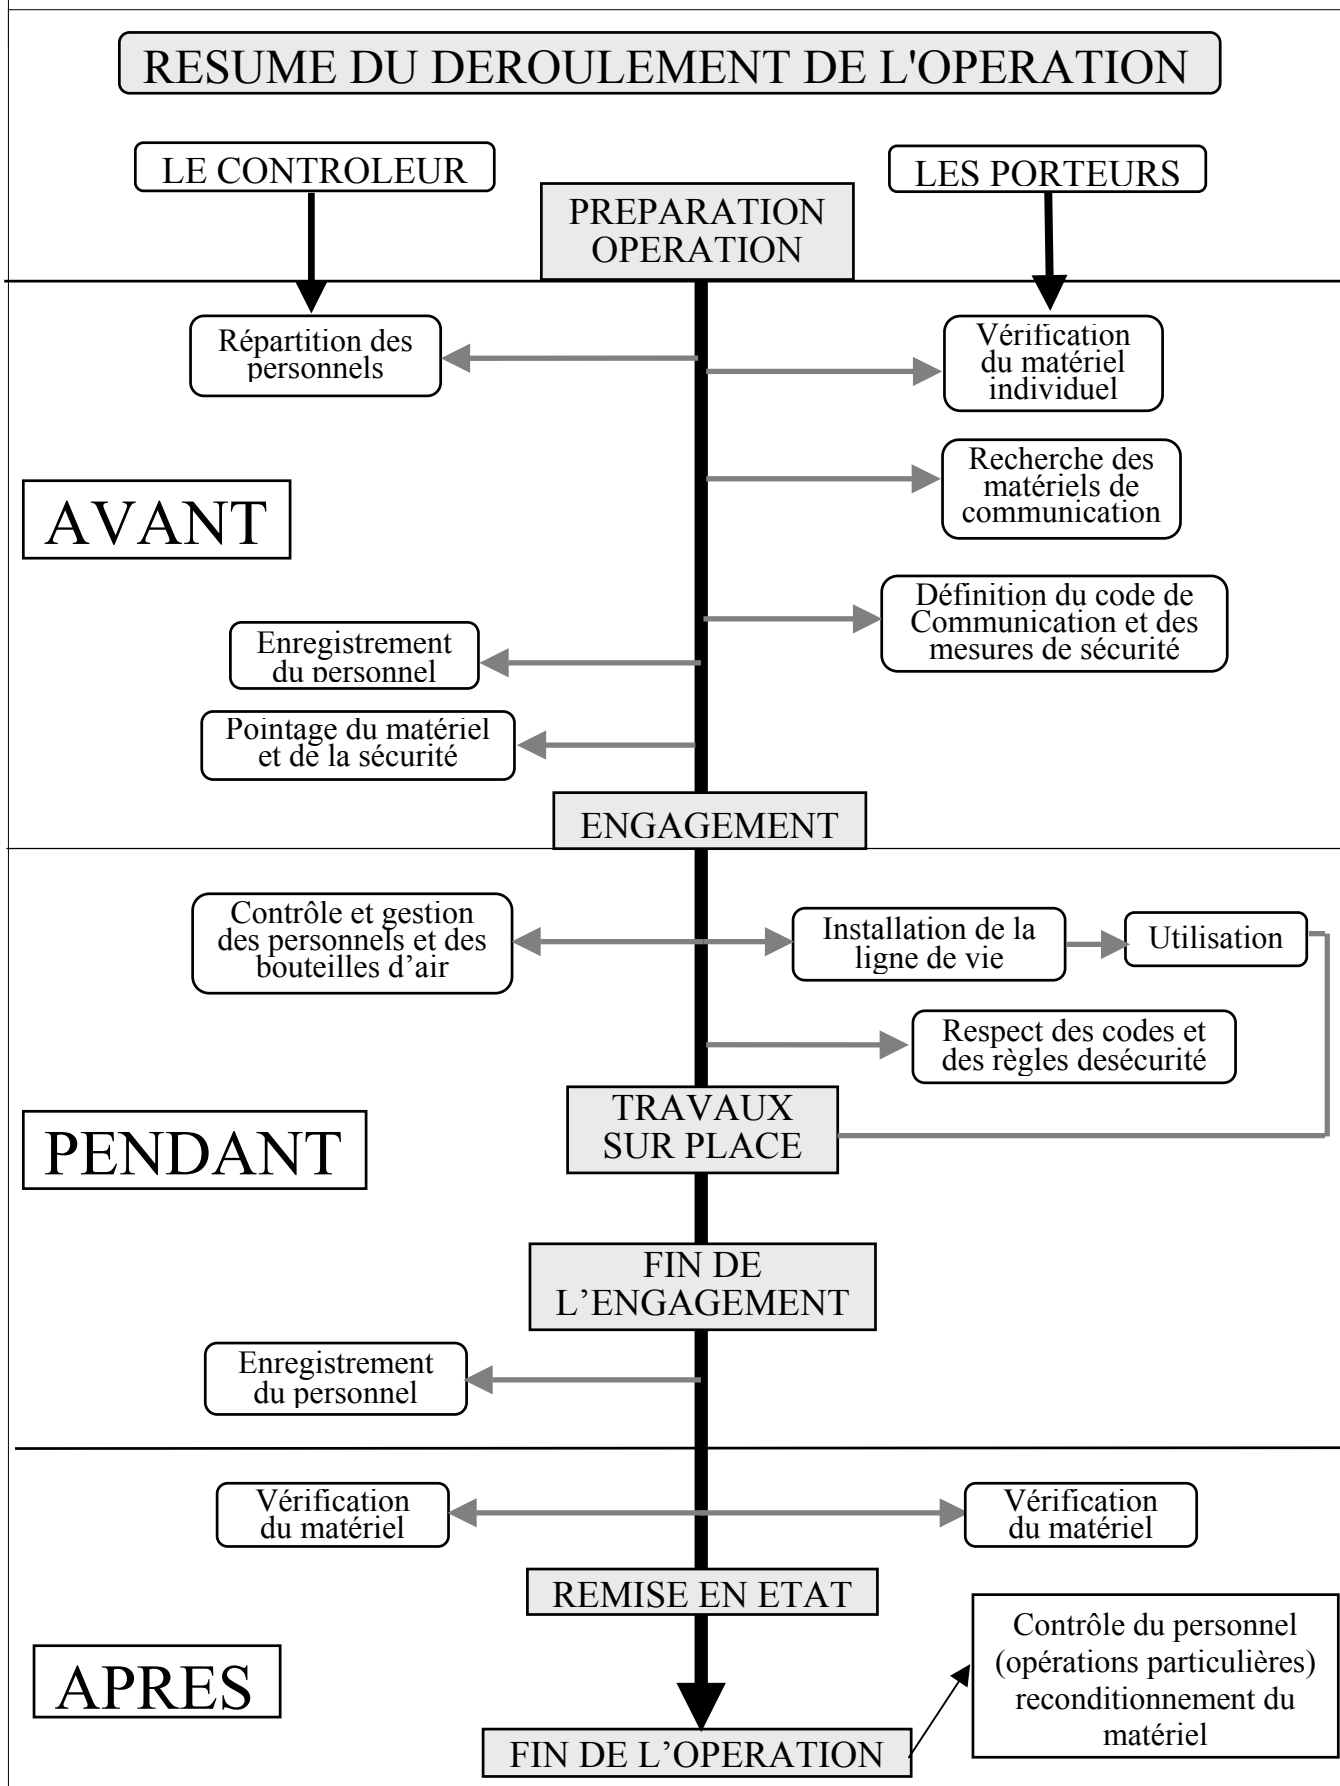 RESUME DU DEROULEMENT DE L'OPERATION
LE CONTROLEUR
LES PORTEURS
PREPARATION
OPERATION
Répartition des
personnels
Vérification
du matériel
individuel
Recherche des
matériels de
communication
AVANT
Définition du code de
Communication et des
mesures de sécurité
Enregistrement
du personnel
Pointage du matériel
et de la sécurité
ENGAGEMENT
Contrôle et gestion
des personnels et des
bouteilles d’air
Installation de la
ligne de vie
Utilisation
Respect des codes et
des règles desécurité
TRAVAUX
SUR PLACE
PENDANT
FIN DE
L’ENGAGEMENT
Enregistrement
du personnel
Vérification
du matériel
Vérification
du matériel
REMISE EN ETAT
Contrôle du personnel
(opérations particulières)
reconditionnement du
matériel
APRES
FIN DE L’OPERATION